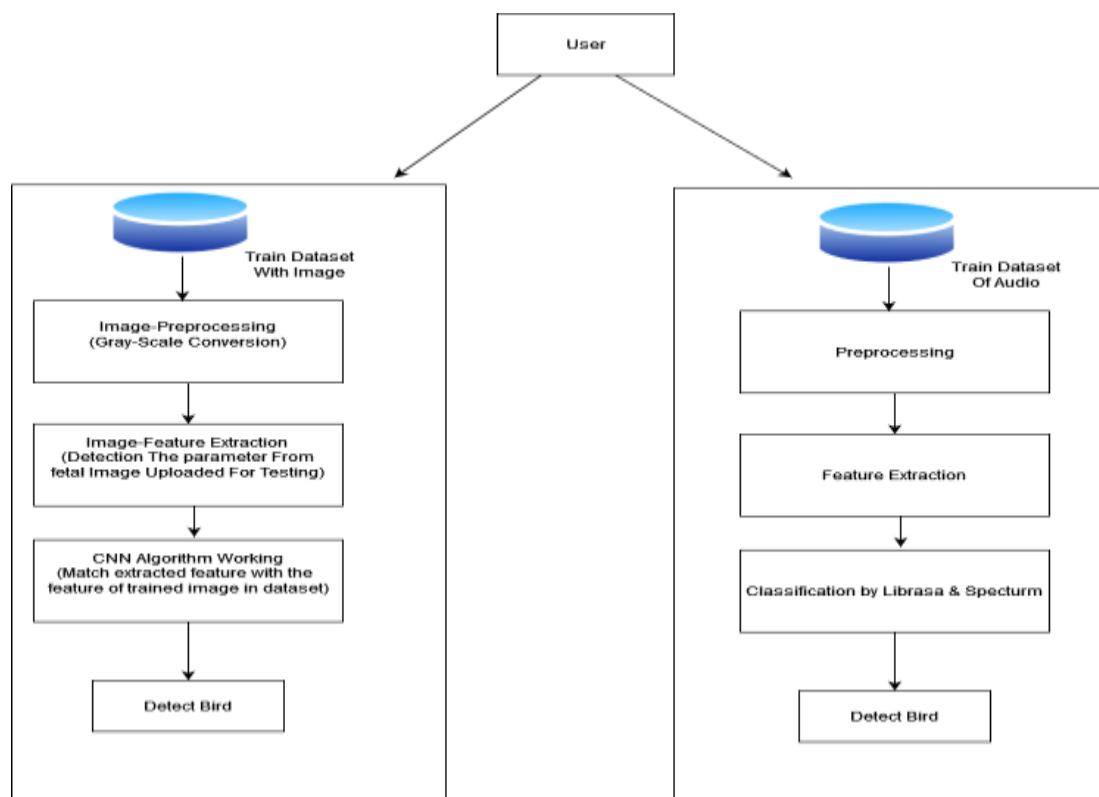 User
Train Dataset
With Image
Image-Preprocessing
(Gray-Scale Conversion)
Image-Feature Extraction
(Detection The parameter From
fetal Image Uploaded For Testing)
CNN Algorithm Working
(Match extracted feature with the
feature of trained image in dataset)
Detect Bird
Train Dataset
Of Audio
Preprocessing
Feature Extraction
Classification by Librasa & Specturm
Detect Bird